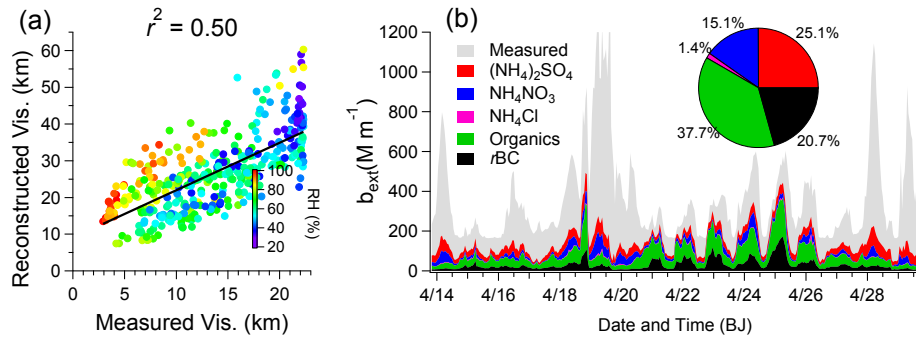 (a)
r² = 0.50
Reconstructed Vis. (km)
60
50
40
30
20
10
0
0
5
10
15
20
Measured Vis. (km)
RH (%)
100
80
60
40
20
(b)
b_ext(M m⁻¹)
1200
1000
800
600
400
200
0
Measured
(NH₄)₂SO₄
NH₄NO₃
NH₄Cl
Organics
rBC
15.1%
25.1%
1.4%
37.7%
20.7%
4/14
4/16
4/18
4/20
4/22
4/24
4/26
4/28
Date and Time (BJ)